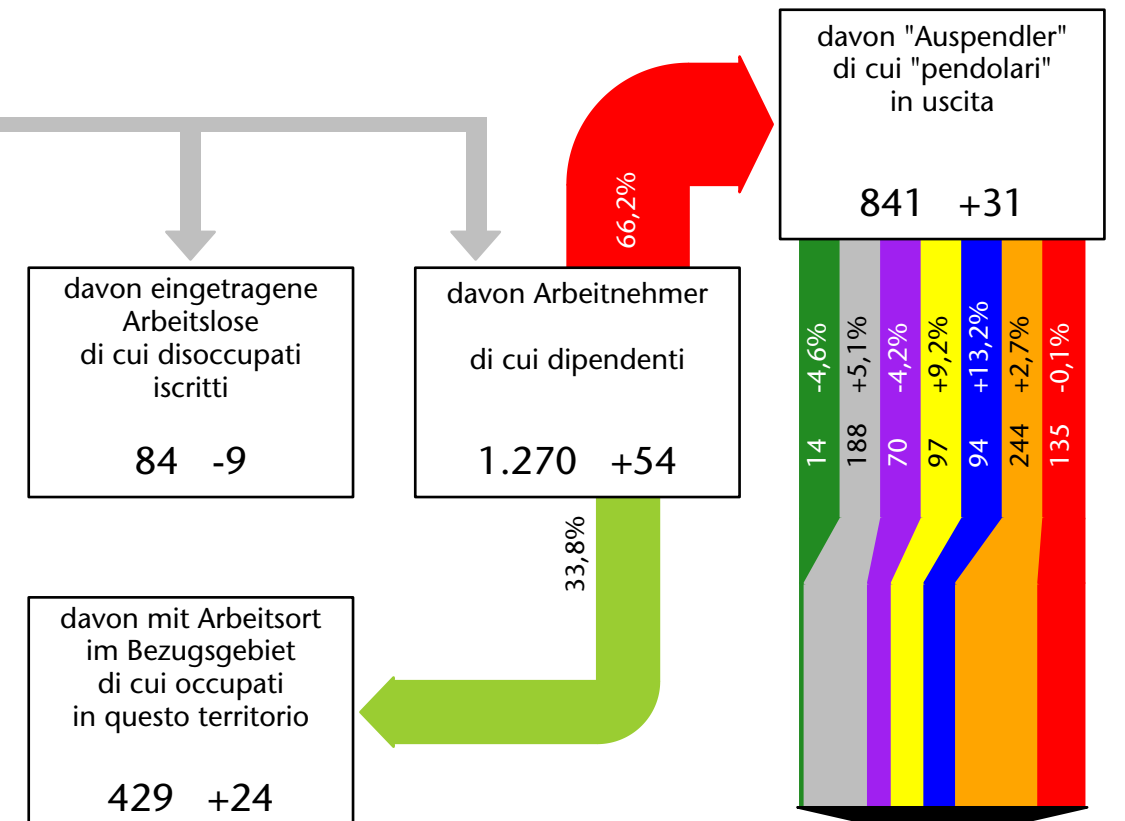 davon "Auspendler"
di cui "pendolari"
in uscita
841 +31
66,2%
davon eingetragene
Arbeitslose
di cui disoccupati
iscritti
84 -9
davon Arbeitnehmer
di cui dipendenti
1.270 +54
14 -4,6%
188 +5,1%
70 -4,2%
97 +9,2%
94 +13,2%
244 +2,7%
135 -0,1%
33,8%
davon mit Arbeitsort
im Bezugsgebiet
di cui occupati
in questo territorio
429 +24